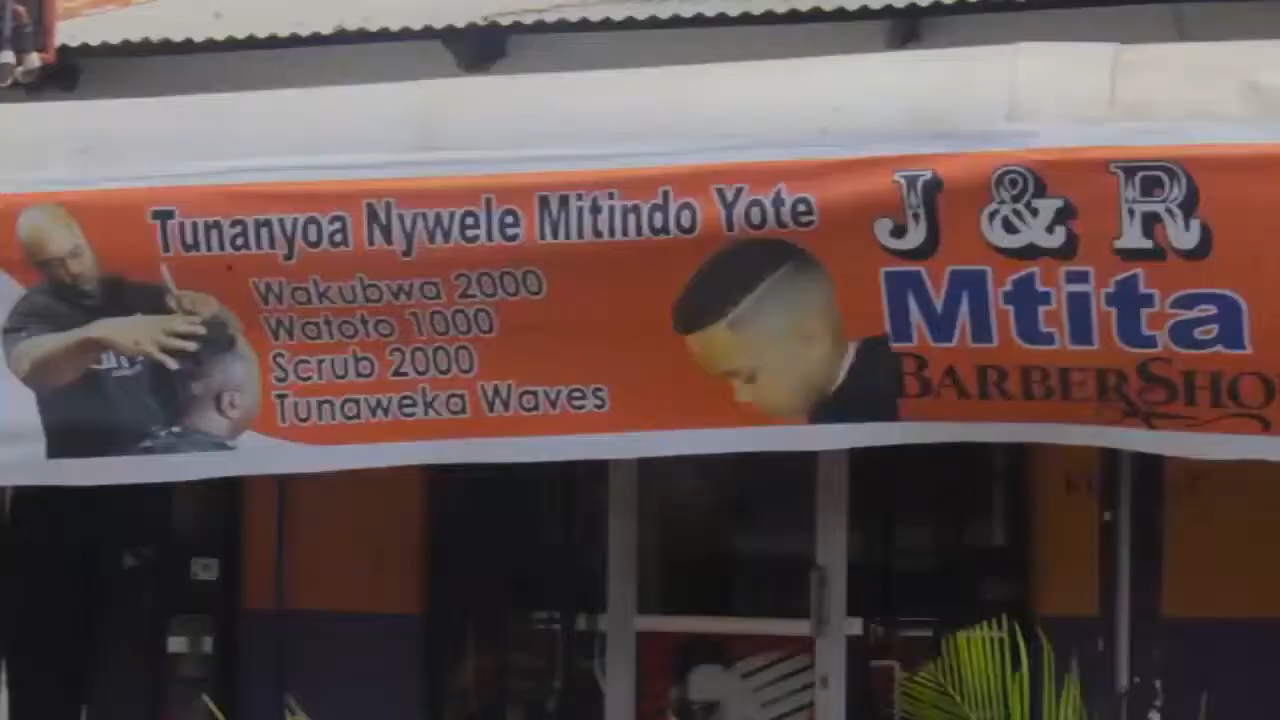 Tunanyoa Nywele Mitindo Yote
Wakubwa 2000
Watoto 1000
Scrub 2000
Tunaweka Waves
J & R
Mtita
BARBERSHO